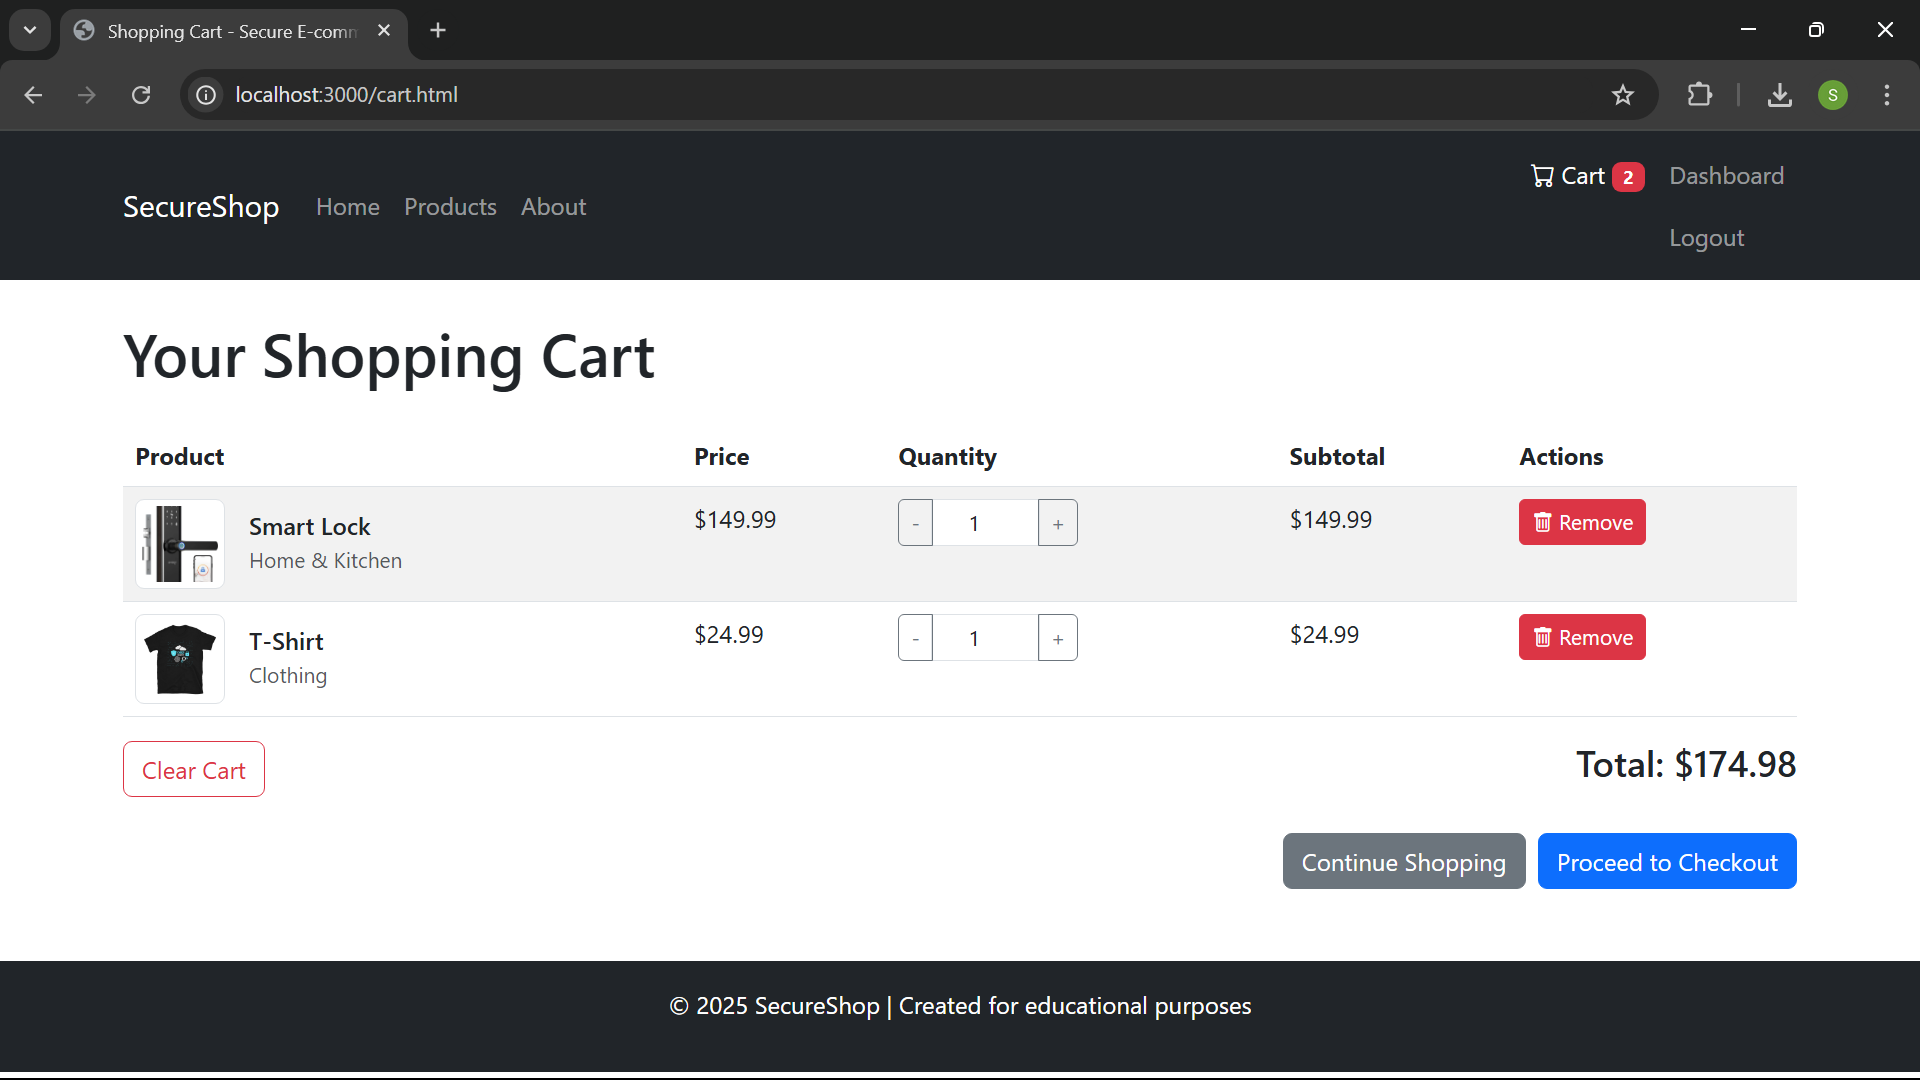 Shopping Cart - Secure E-comm
localhost:3000/cart.html
S
SecureShop Home Products About
Cart 2 Dashboard
Logout
Your Shopping Cart
Product Price Quantity Subtotal Actions
Smart Lock $149.99 - 1 + $149.99 Remove
Home & Kitchen
T-Shirt $24.99 - 1 + $24.99 Remove
Clothing
Clear Cart Total: $174.98
Continue Shopping Proceed to Checkout
© 2025 SecureShop | Created for educational purposes